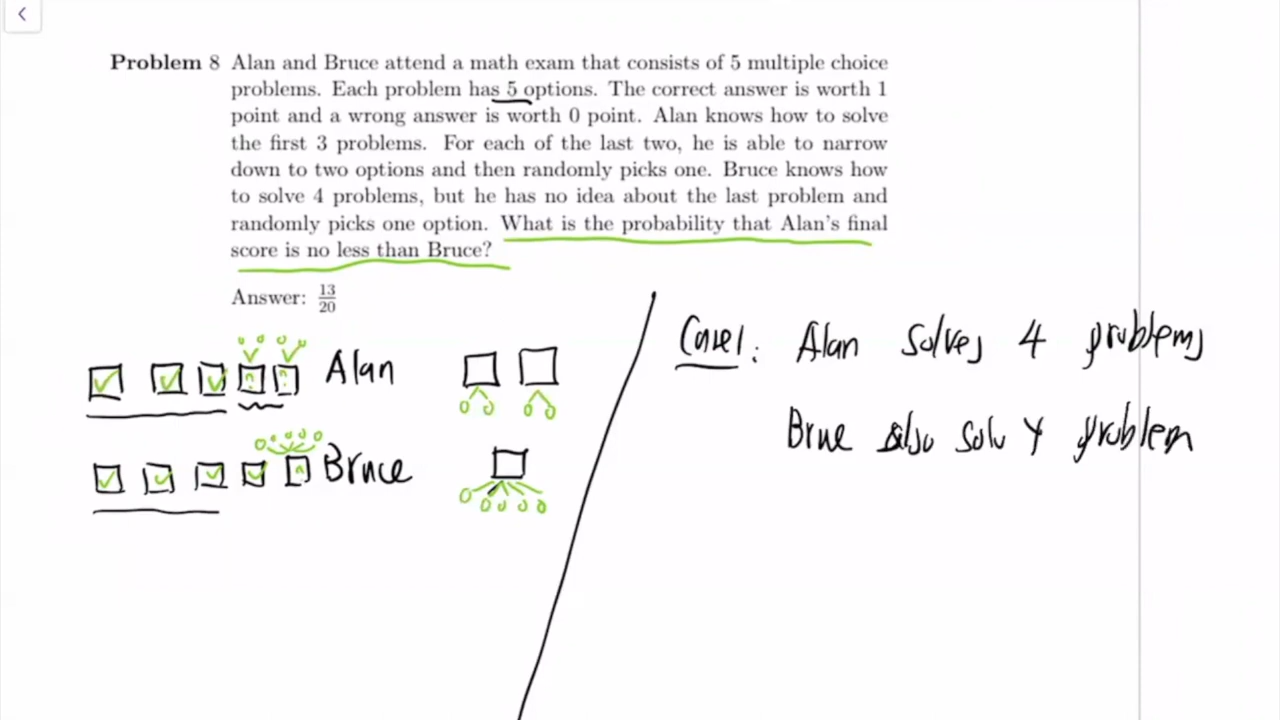 Problem 8 Alan and Bruce attend a math exam that consists of 5 multiple choice
problems. Each problem has 5 options. The correct answer is worth 1
point and a wrong answer is worth 0 point. Alan knows how to solve
the first 3 problems. For each of the last two, he is able to narrow
down to two options and then randomly picks one. Bruce knows how
to solve 4 problems, but he has no idea about the last problem and
randomly picks one option. What is the probability that Alan's final
score is no less than Bruce?
Answer: 13/20
Alan
Bruce
Case1: Alan solves 4 problems
Brue also solv 4 problem